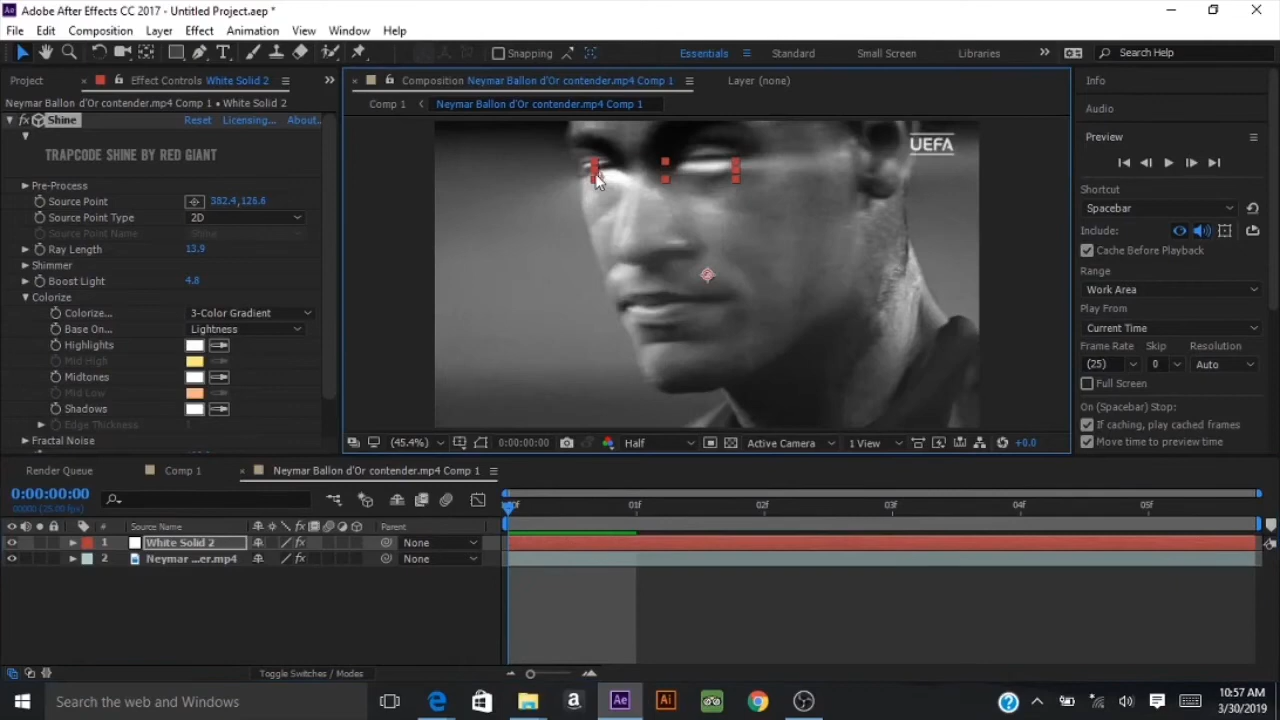 Adobe After Effects CC 2017 - Untitled Project.aep *
File Edit Composition Layer Effect Animation View Window Help
Snapping Essentials Standard Small Screen Libraries Search Help
Project Effect Controls White Solid 2 Composition Neymar Ballon d'Or contender.mp4 Comp 1 Layer (none) Info
Neymar Ballon d'Or contender.mp4 Comp 1 • White Solid 2 Comp 1 Neymar Ballon d'Or contender.mp4 Comp 1 Audio
fx Shine Reset Licensing... About...
Preview
TRAPCODE SHINE BY RED GIANT
UEFA
Pre-Process
Source Point 382.4,126.6
Source Point Type 2D
Source Point Name Shine
Ray Length 13.9
Shimmer
Boost Light 4.8
Colorize
Colorize... 3-Color Gradient
Base On... Lightness
Highlights
Mid High
Midtones
Mid Low
Shadows
Edge Thickness 1
Fractal Noise
Shortcut
Spacebar
Include:
Cache Before Playback
Range
Work Area
Play From
Current Time
Frame Rate Skip Resolution
(25) 0 Auto
Full Screen
On (Spacebar) Stop:
If caching, play cached frames
Move time to preview time
(45.4%) 0:00:00:00 Half Active Camera 1 View +0.0
Render Queue Comp 1 Neymar Ballon d'Or contender.mp4 Comp 1
0:00:00:00
00000 (25.00 fps)
01f 02f 03f 04f 05f
# Source Name fx Parent
1 White Solid 2 fx None
2 Neymar ...er.mp4 fx None
Toggle Switches / Modes
Search the web and Windows
Ae Ai
10:57 AM
3/30/2019